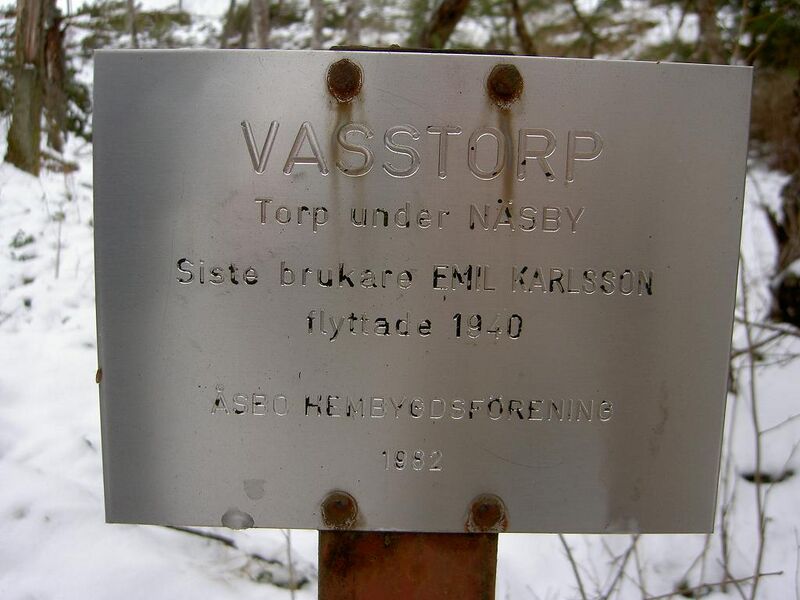 VASSTORP
Torp under NÄSBY
Siste brukare EMIL KARLSSON
flyttade 1940
ÅSBO HEMBYGDSFÖRENING
1982